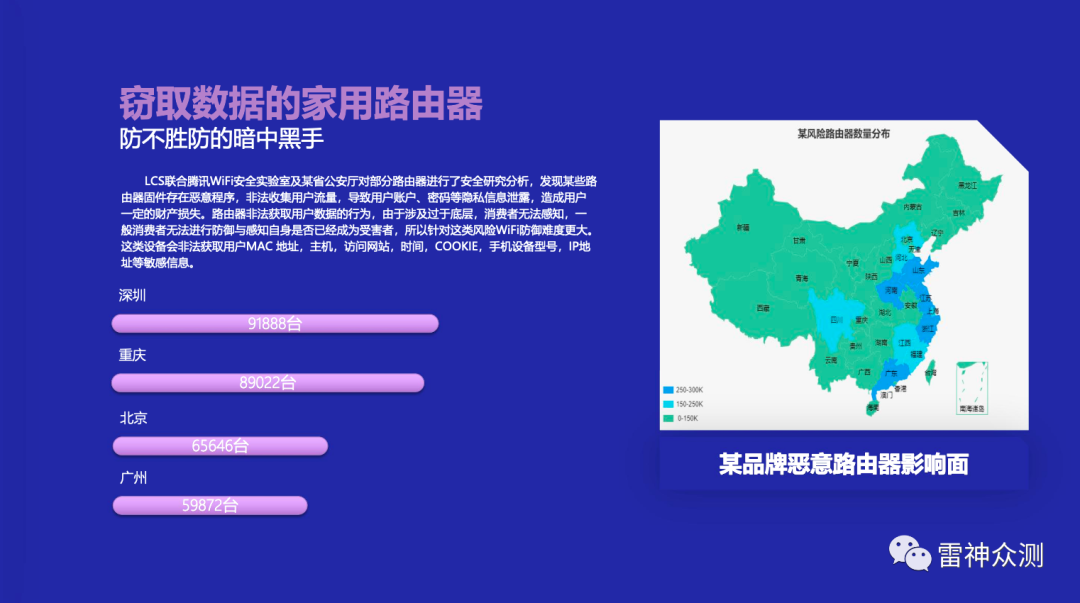 窃取数据的家用路由器
防不胜防的暗中黑手
LCS联合腾讯WiFi安全实验室及某省公安厅对部分路由器进行了安全研究分析，发现某些路
由器固件存在恶意程序，非法收集用户流量，导致用户账户、密码等隐私信息泄露，造成用户
一定的财产损失。路由器非法获取用户数据的行为，由于涉及过于底层，消费者无法感知，一
般消费者无法进行防御与感知自身是否已经成为受害者，所以针对这类风险WiFi防御难度更大。
这类设备会非法获取用户MAC 地址，主机，访问网站，时间，COOKIE，手机设备型号，IP地
址等敏感信息。
深圳
91888台
重庆
89022台
北京
65646台
广州
59872台
某风险路由器数量分布
黑龙江
内蒙古
吉林
新疆
辽宁
甘肃
北京
天津
河北
宁夏
山西
山东
青海
陕西
河南
江苏
西藏
安徽
上海
四川
重庆
湖北
浙江
贵州
湖南
江西
福建
云南
广西
广东
台湾
香港
澳门
海南
南海诸岛
250-300K
150-250K
0-150K
某品牌恶意路由器影响面
雷神众测